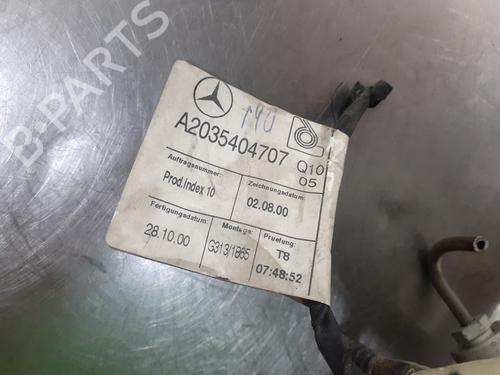 B-PARTS
A2035404707
Q10
05
Auftragsnummer:
Prod.Index 10
Zeichnungsdatum:
02.08.00
Fertigungsdatum:
28.10.00
Montage:
G313/1865
Pruefung:
T8
07:48:52